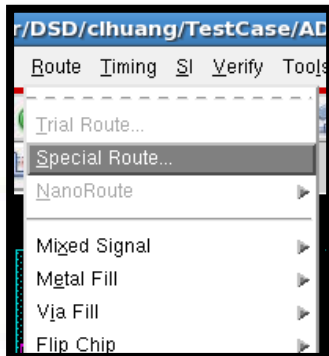 r/DSD/clhuang/TestCase/AD
Route Timing SI Verify Tools
Trial Route...
Special Route...
NanoRoute
Mixed Signal
Metal Fill
Via Fill
Flip Chip